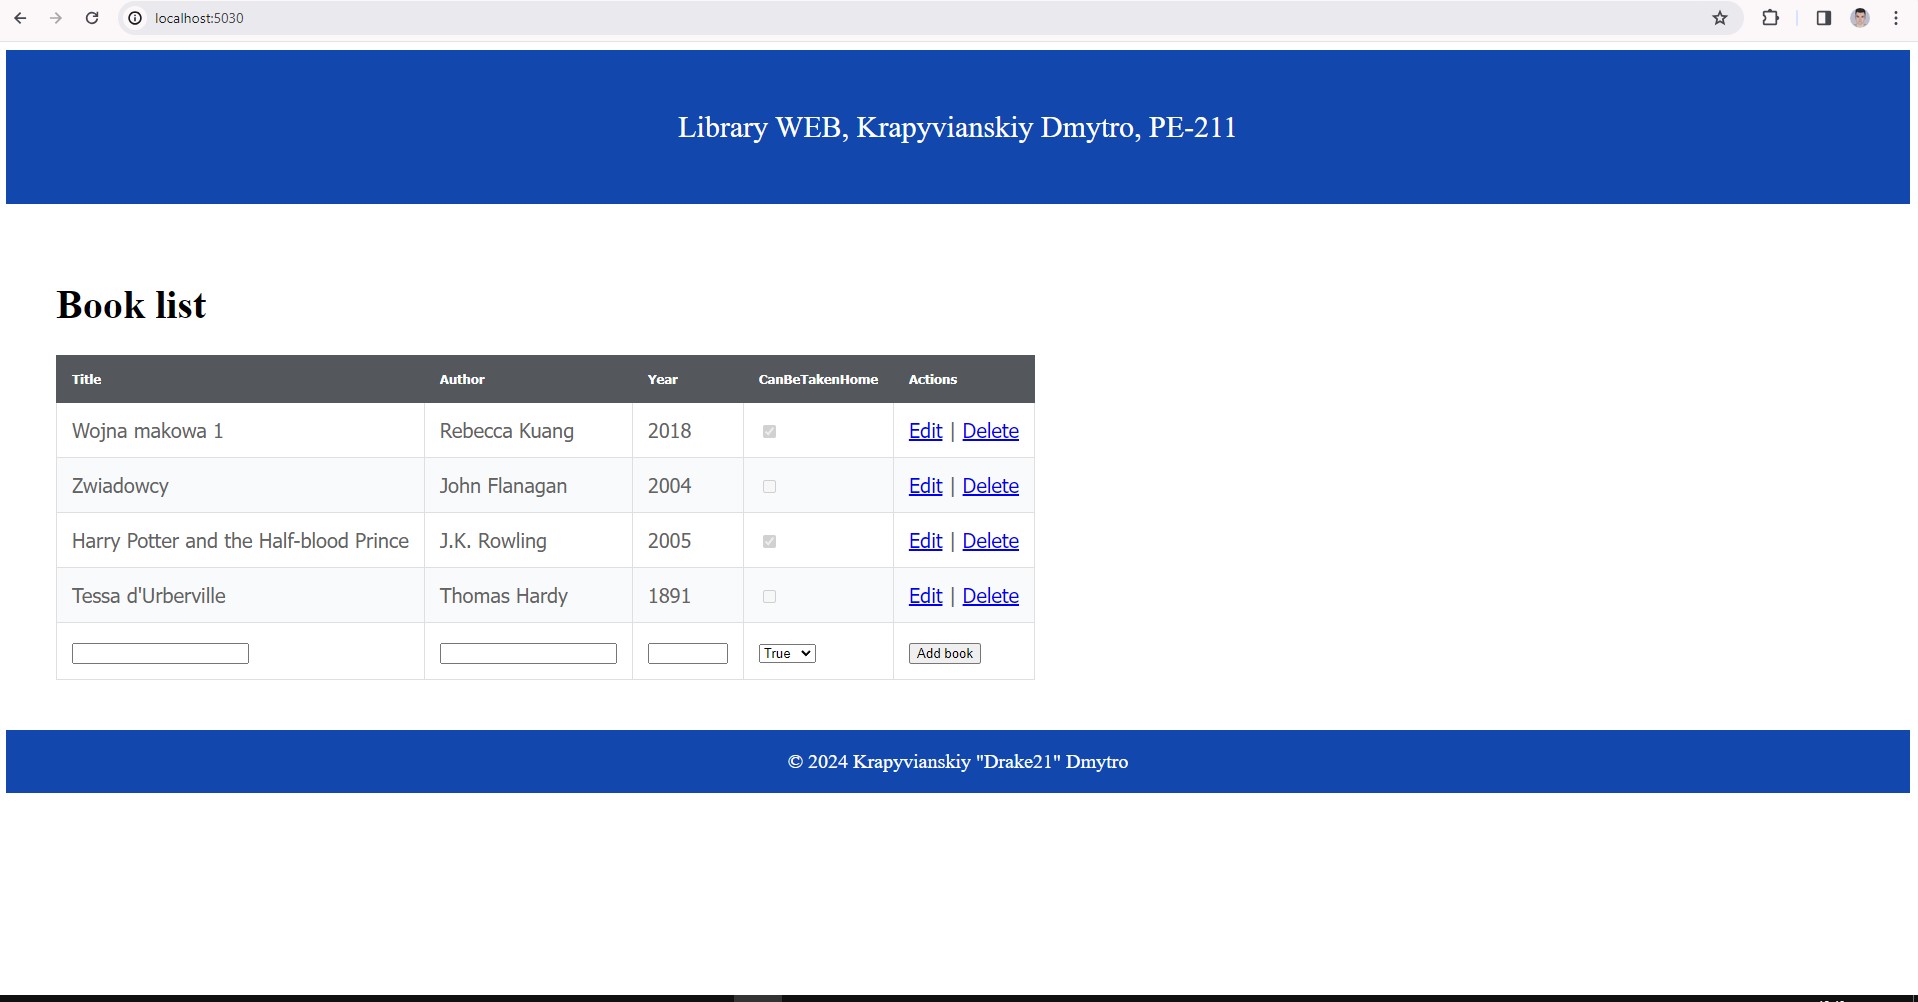 localhost:5030
Library WEB, Krapyvianskiy Dmytro, PE-211
Book list
Title Author Year CanBeTakenHome Actions
Wojna makowa 1 Rebecca Kuang 2018 Edit | Delete
Zwiadowcy John Flanagan 2004 Edit | Delete
Harry Potter and the Half-blood Prince J.K. Rowling 2005 Edit | Delete
Tessa d'Urberville Thomas Hardy 1891 Edit | Delete
True Add book
© 2024 Krapyvianskiy "Drake21" Dmytro